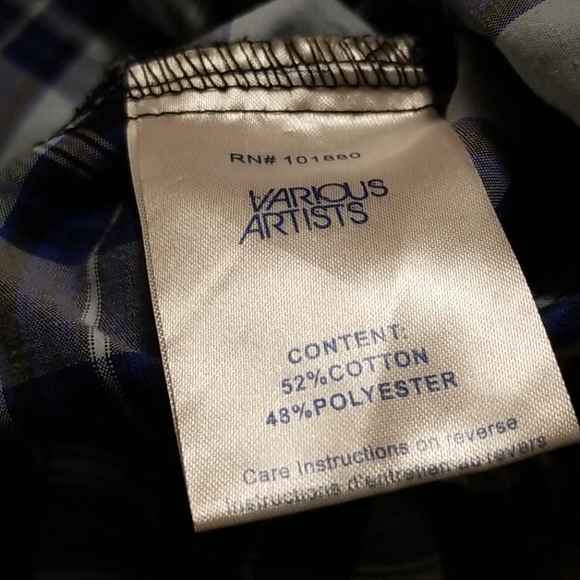 RN# 101880
VARIOUS
ARTISTS
CONTENT:
52%COTTON
48%POLYESTER
Care Instructions on reverse
Instructions d'entretien au revers